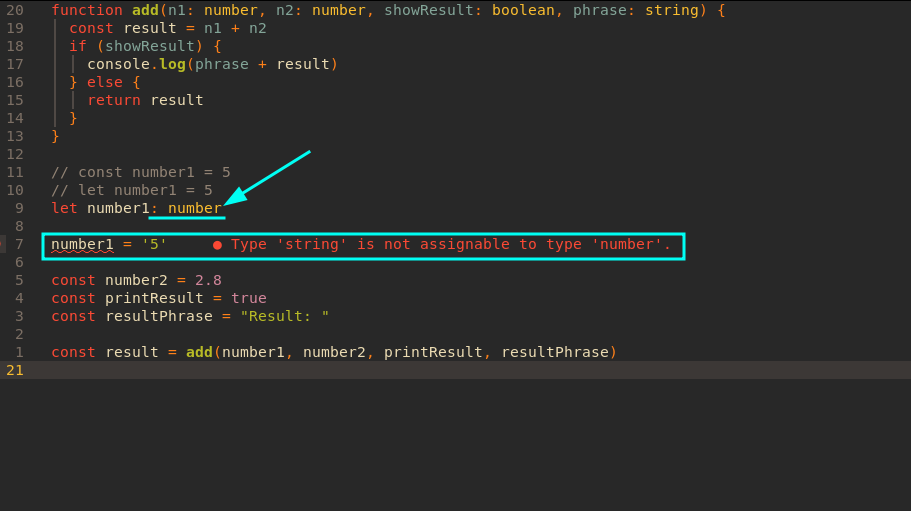 20 function add(n1: number, n2: number, showResult: boolean, phrase: string) {
19 const result = n1 + n2
18 if (showResult) {
17 console.log(phrase + result)
16 } else {
15 return result
14 }
13 }
12
11 // const number1 = 5
10 // let number1 = 5
9 let number1: number
8
7 number1 = '5' ● Type 'string' is not assignable to type 'number'.
6
5 const number2 = 2.8
4 const printResult = true
3 const resultPhrase = "Result: "
2
1 const result = add(number1, number2, printResult, resultPhrase)
21